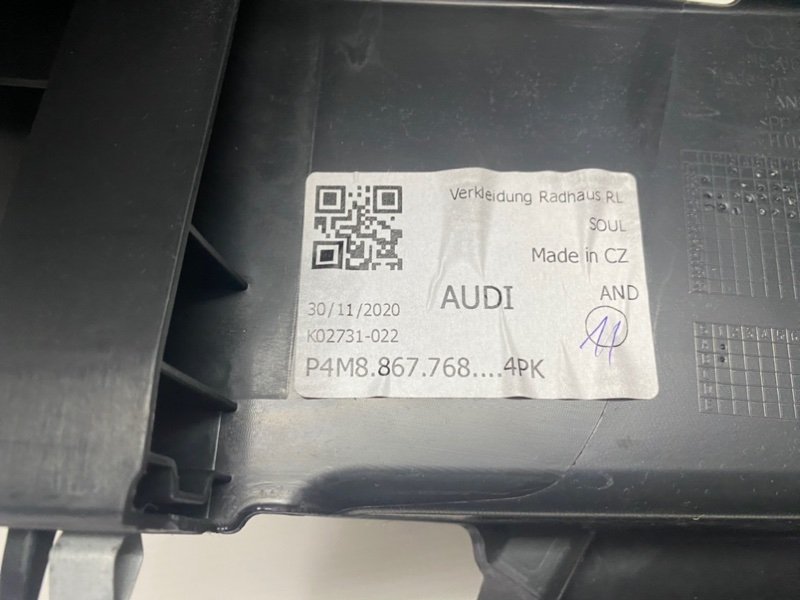 Verkleidung Radhaus RL
SOUL
Made in CZ
AUDI
AND
30/11/2020
11
K02731-022
P4M8.867.768....4PK